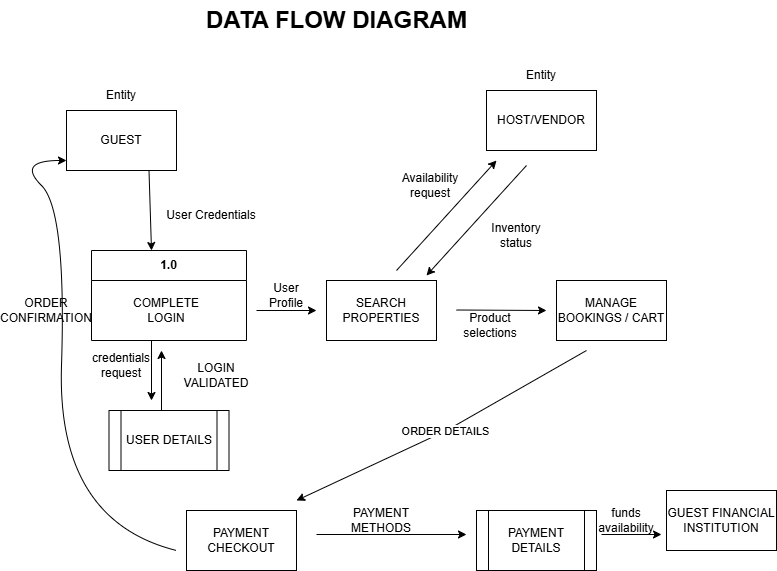 DATA FLOW DIAGRAM
Entity
HOST/VENDOR
Entity
GUEST
Availability
request
User Credentials
Inventory
status
1.0
COMPLETE
LOGIN
User
Profile
SEARCH
PROPERTIES
Product
selections
MANAGE
BOOKINGS / CART
ORDER
CONFIRMATION
credentials
request
LOGIN
VALIDATED
USER DETAILS
ORDER DETAILS
PAYMENT
CHECKOUT
PAYMENT
METHODS
PAYMENT
DETAILS
funds
availability
GUEST FINANCIAL
INSTITUTION